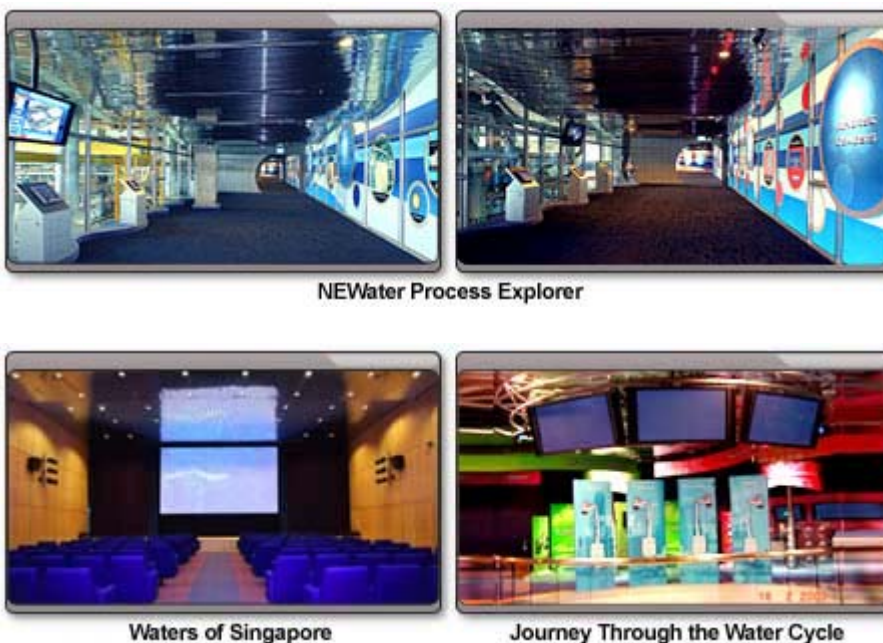 NEWater Process Explorer
Waters of Singapore
Journey Through the Water Cycle